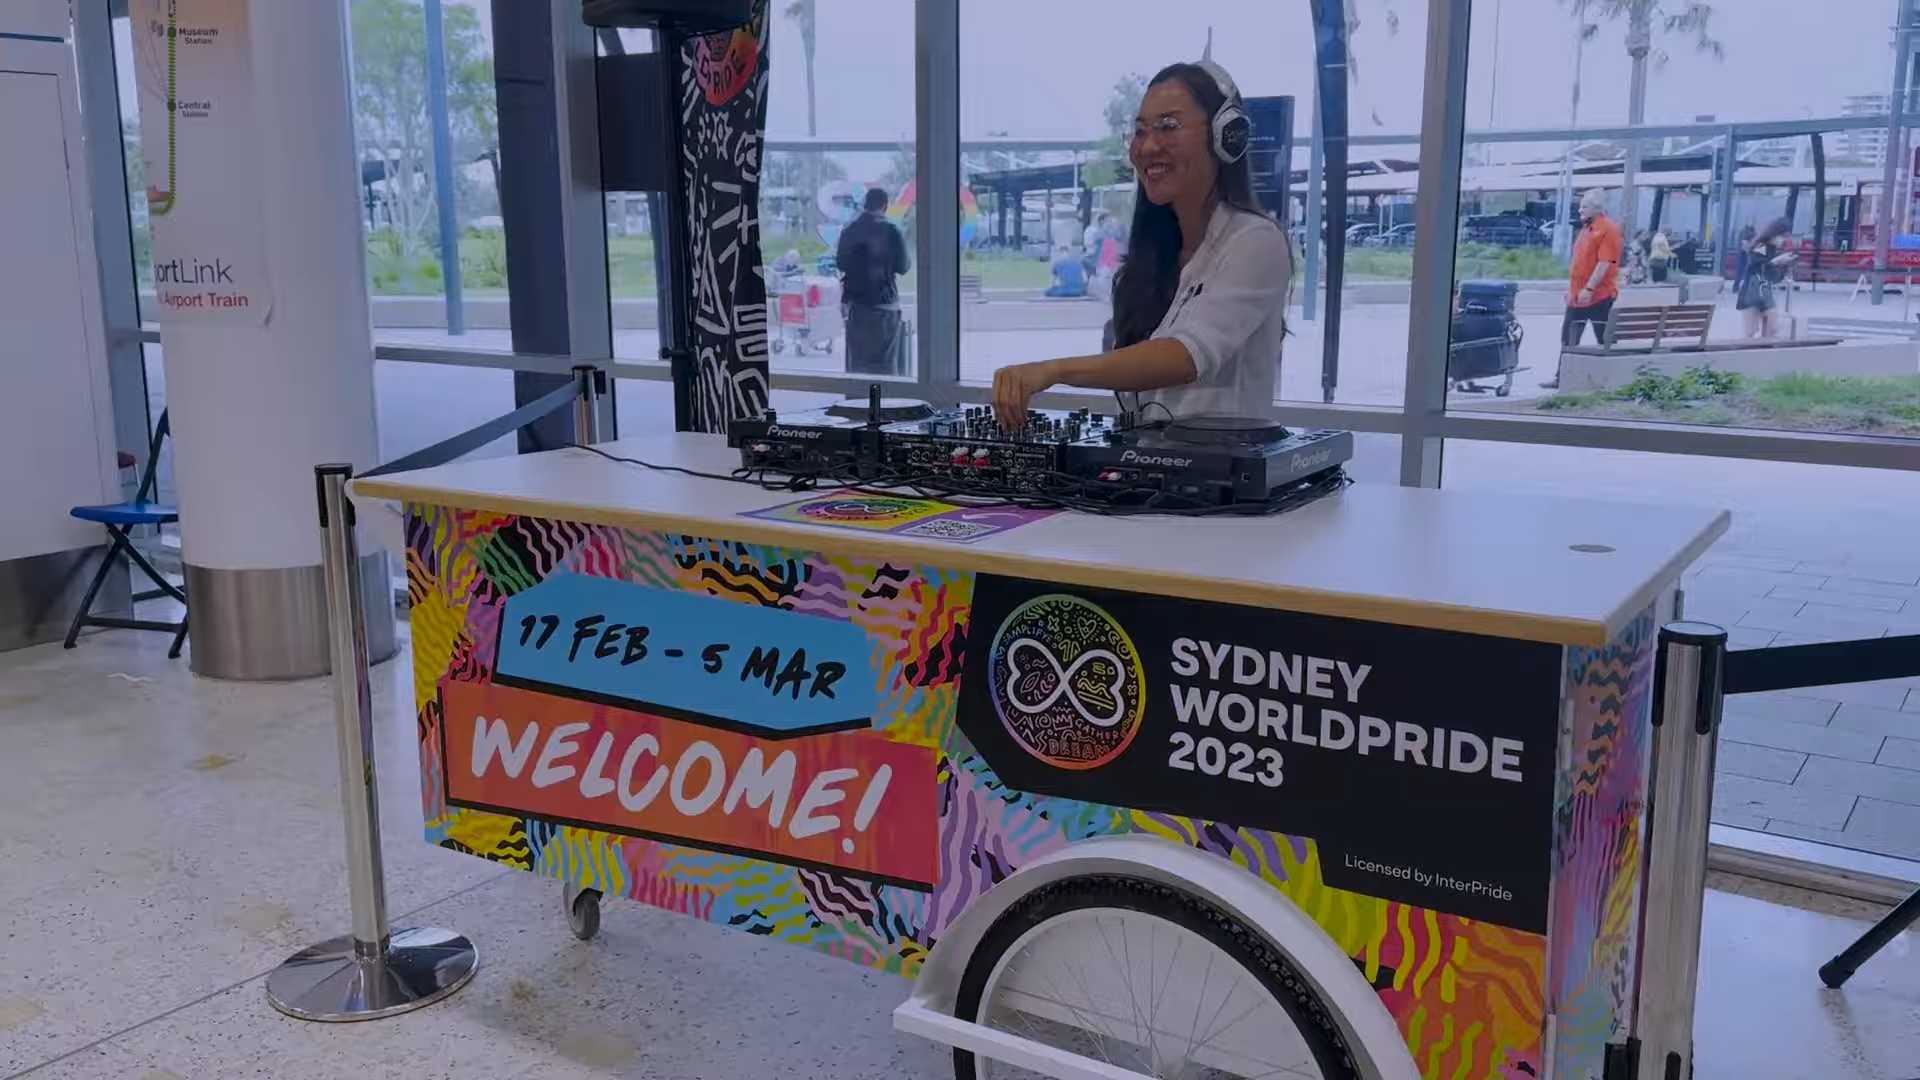 Museum
Station
Central
Station
ortLink
Airport Train
PRIDE
Pioneer
Pioneer
Pioneer
17 FEB - 5 MAR
WELCOME!
AMPLIFY
GATHER
DREAM
SYDNEY
WORLDPRIDE
2023
Licensed by InterPride